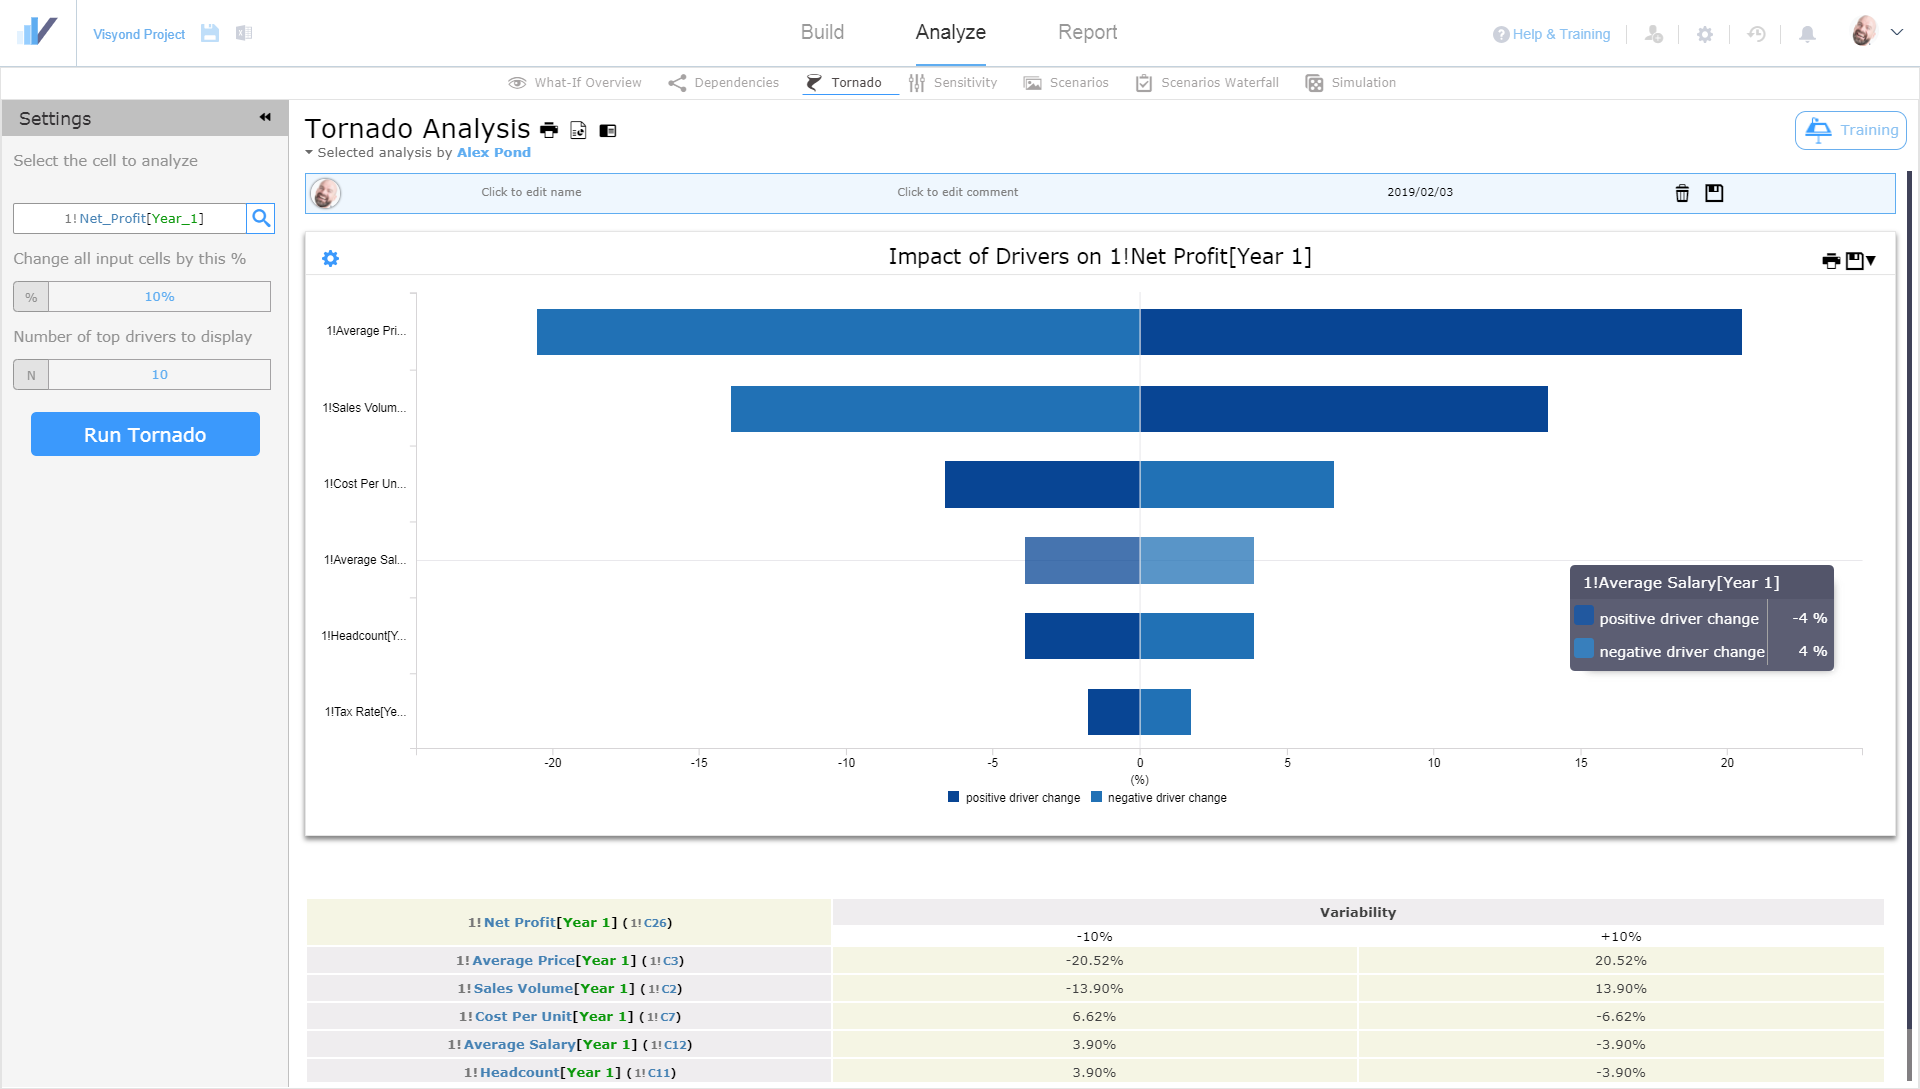 Visyond Project
Build
Analyze
Report
Help & Training
What-If Overview
Dependencies
Tornado
Sensitivity
Scenarios
Scenarios Waterfall
Simulation
Settings
Select the cell to analyze
1!Net_Profit[Year_1]
Change all input cells by this %
% 10%
Number of top drivers to display
N 10
Run Tornado
Tornado Analysis
Selected analysis by Alex Pond
Training
Click to edit name
Click to edit comment
2019/02/03
Impact of Drivers on 1!Net Profit[Year 1]
1!Average Pri...
1!Sales Volum...
1!Cost Per Un...
1!Average Sal...
1!Headcount[Y...
1!Tax Rate[Ye...
1!Average Salary[Year 1]
positive driver change -4 %
negative driver change 4 %
-20 -15 -10 -5 0 5 10 15 20
(%)
positive driver change negative driver change
1!Net Profit[Year 1] (1!C26)
Variability
-10% +10%
1!Average Price[Year 1] (1!C3) -20.52% 20.52%
1!Sales Volume[Year 1] (1!C2) -13.90% 13.90%
1!Cost Per Unit[Year 1] (1!C7) 6.62% -6.62%
1!Average Salary[Year 1] (1!C12) 3.90% -3.90%
1!Headcount[Year 1] (1!C11) 3.90% -3.90%